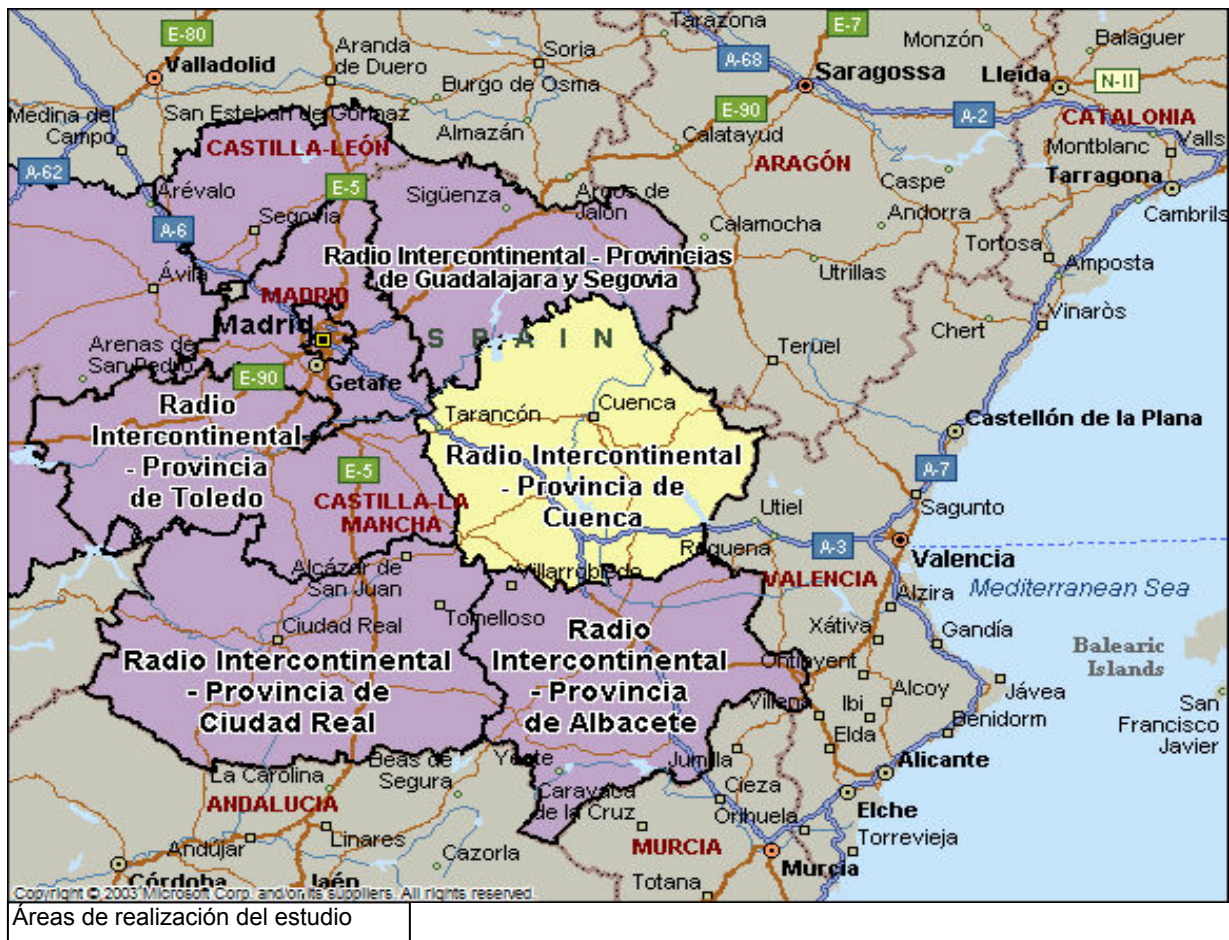 E-80
Valladolid
Aranda
de Duero
Soria
Tarazona
E-7
Monzón
Balaguer
A-68
Saragossa
Lleida
N-II
Burgo de Osma
Medina del
Campo
San Esteban de Gormaz
Almazán
E-90
Calatayud
A-2
CATALONIA
Montblanc
Valls
CASTILLA-LEÓN
ARAGÓN
A-62
Arévalo
E-5
Sigüenza
Arcos de
Jalón
Caspe
Tarragona
Segovia
Calamocha
Andorra
Cambrils
A-6
Tortosa
Radio Intercontinental - Provincias
de Guadalajara y Segovia
Ávila
Utrillas
Amposta
MADRID
Madrid
SPAIN
Chert
Vinaròs
Arenas de
San Pedro
Teruel
E-90
Getafe
Radio
Intercontinental
- Provincia
de Toledo
Tarancón
Cuenca
Castellón de la Plana
Radio Intercontinental
- Provincia de
Cuenca
E-5
A-7
CASTILLA-LA
MANCHA
Utiel
Sagunto
Requena
A-3
Valencia
Alcázar de
San Juan
Villarrobledo
VALENCIA
Alzira
Mediterranean Sea
Ciudad Real
Tomelloso
Xátiva
Gandía
Radio Intercontinental
- Provincia de
Ciudad Real
Radio
Intercontinental
- Provincia
de Albacete
Ontinyent
Balearic
Islands
Alcoy
Jávea
Villena
Ibi
San
Francisco
Javier
Benidorm
Elda
La Carolina
Beas de
Segura
Yeste
Jumilla
Alicante
ANDALUCIA
Caravaca
de la Cruz
Cieza
Elche
Orihuela
Andújar
Linares
MURCIA
Torrevieja
Cazorla
Murcia
Córdoba
Jaén
Totana
Copyright © 2003 Microsoft Corp. and/or its suppliers. All rights reserved.
Áreas de realización del estudio